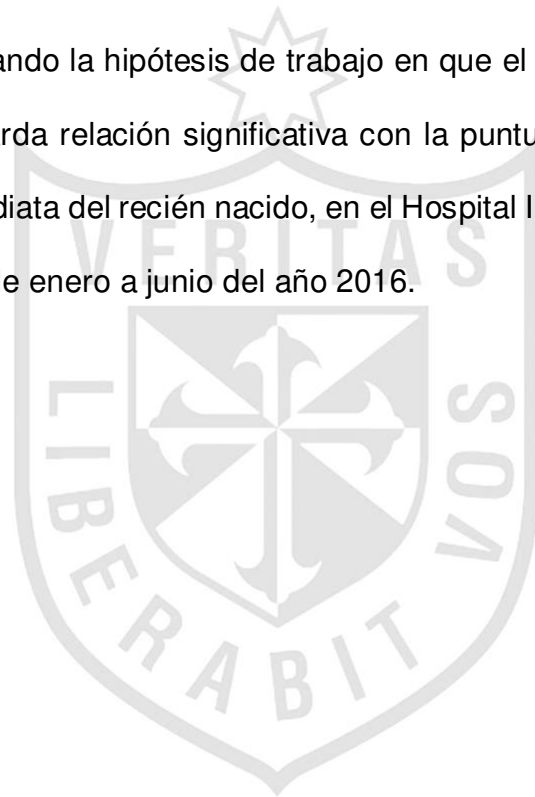 ando la hipótesis de trabajo en que el
arda relación significativa con la puntu
diata del recién nacido, en el Hospital I
e enero a junio del año 2016.
VERITAS
LIBERABIT VOS